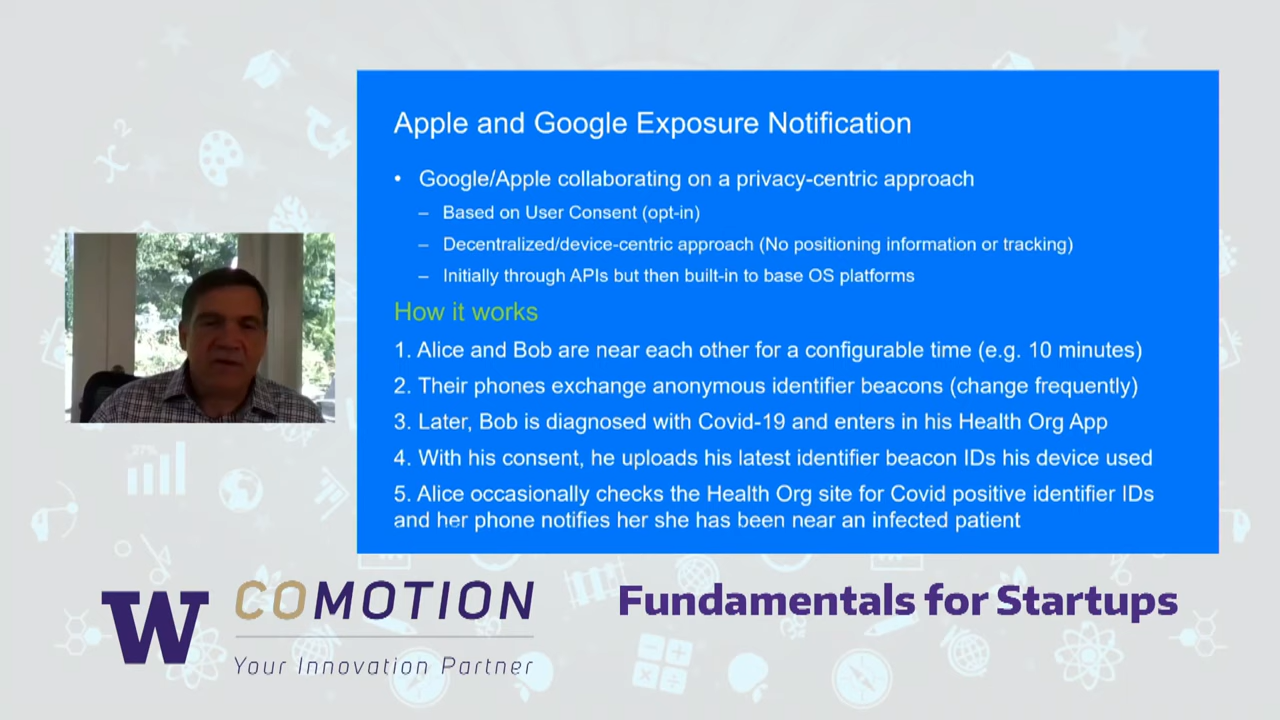 Apple and Google Exposure Notification
• Google/Apple collaborating on a privacy-centric approach
– Based on User Consent (opt-in)
– Decentralized/device-centric approach (No positioning information or tracking)
– Initially through APIs but then built-in to base OS platforms
How it works
1. Alice and Bob are near each other for a configurable time (e.g. 10 minutes)
2. Their phones exchange anonymous identifier beacons (change frequently)
3. Later, Bob is diagnosed with Covid-19 and enters in his Health Org App
4. With his consent, he uploads his latest identifier beacon IDs his device used
5. Alice occasionally checks the Health Org site for Covid positive identifier IDs
and her phone notifies her she has been near an infected patient
x²
27%
W COMOTION
Your Innovation Partner
Fundamentals for Startups